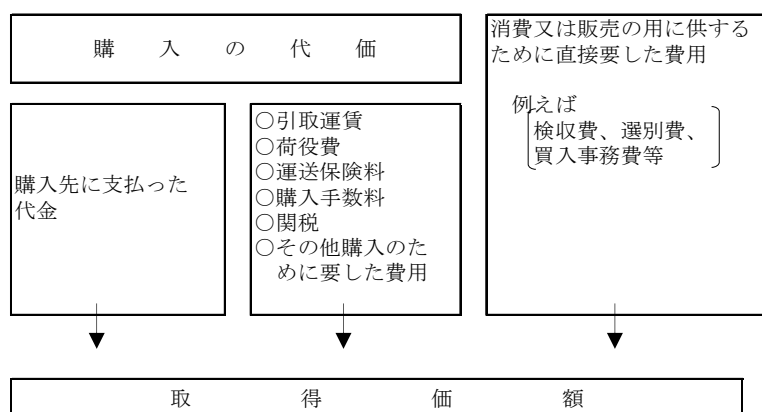 購入の代価
消費又は販売の用に供する
ために直接要した費用
例えば
検収費、選別費、
買入事務費等
購入先に支払った
代金
○引取運賃
○荷役費
○運送保険料
○購入手数料
○関税
○その他購入のた
めに要した費用
取得価額